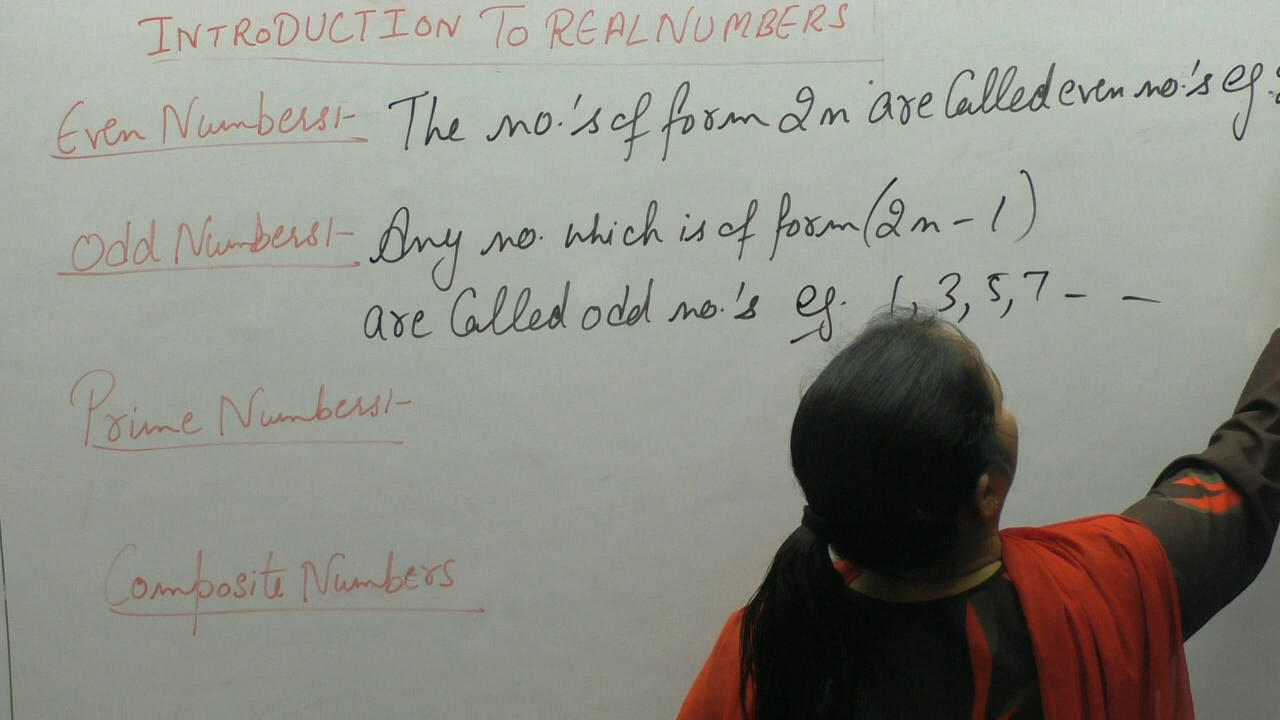 INTRODUCTION TO REAL NUMBERS
Even Numbers:- The no.'s of form 2n are Called even no.'s eg.
Odd Numbers:- Any no. which is of form (2n - 1)
are Called odd no.'s eg. 1, 3, 5, 7 - -
Prime Numbers:-
Composite Numbers